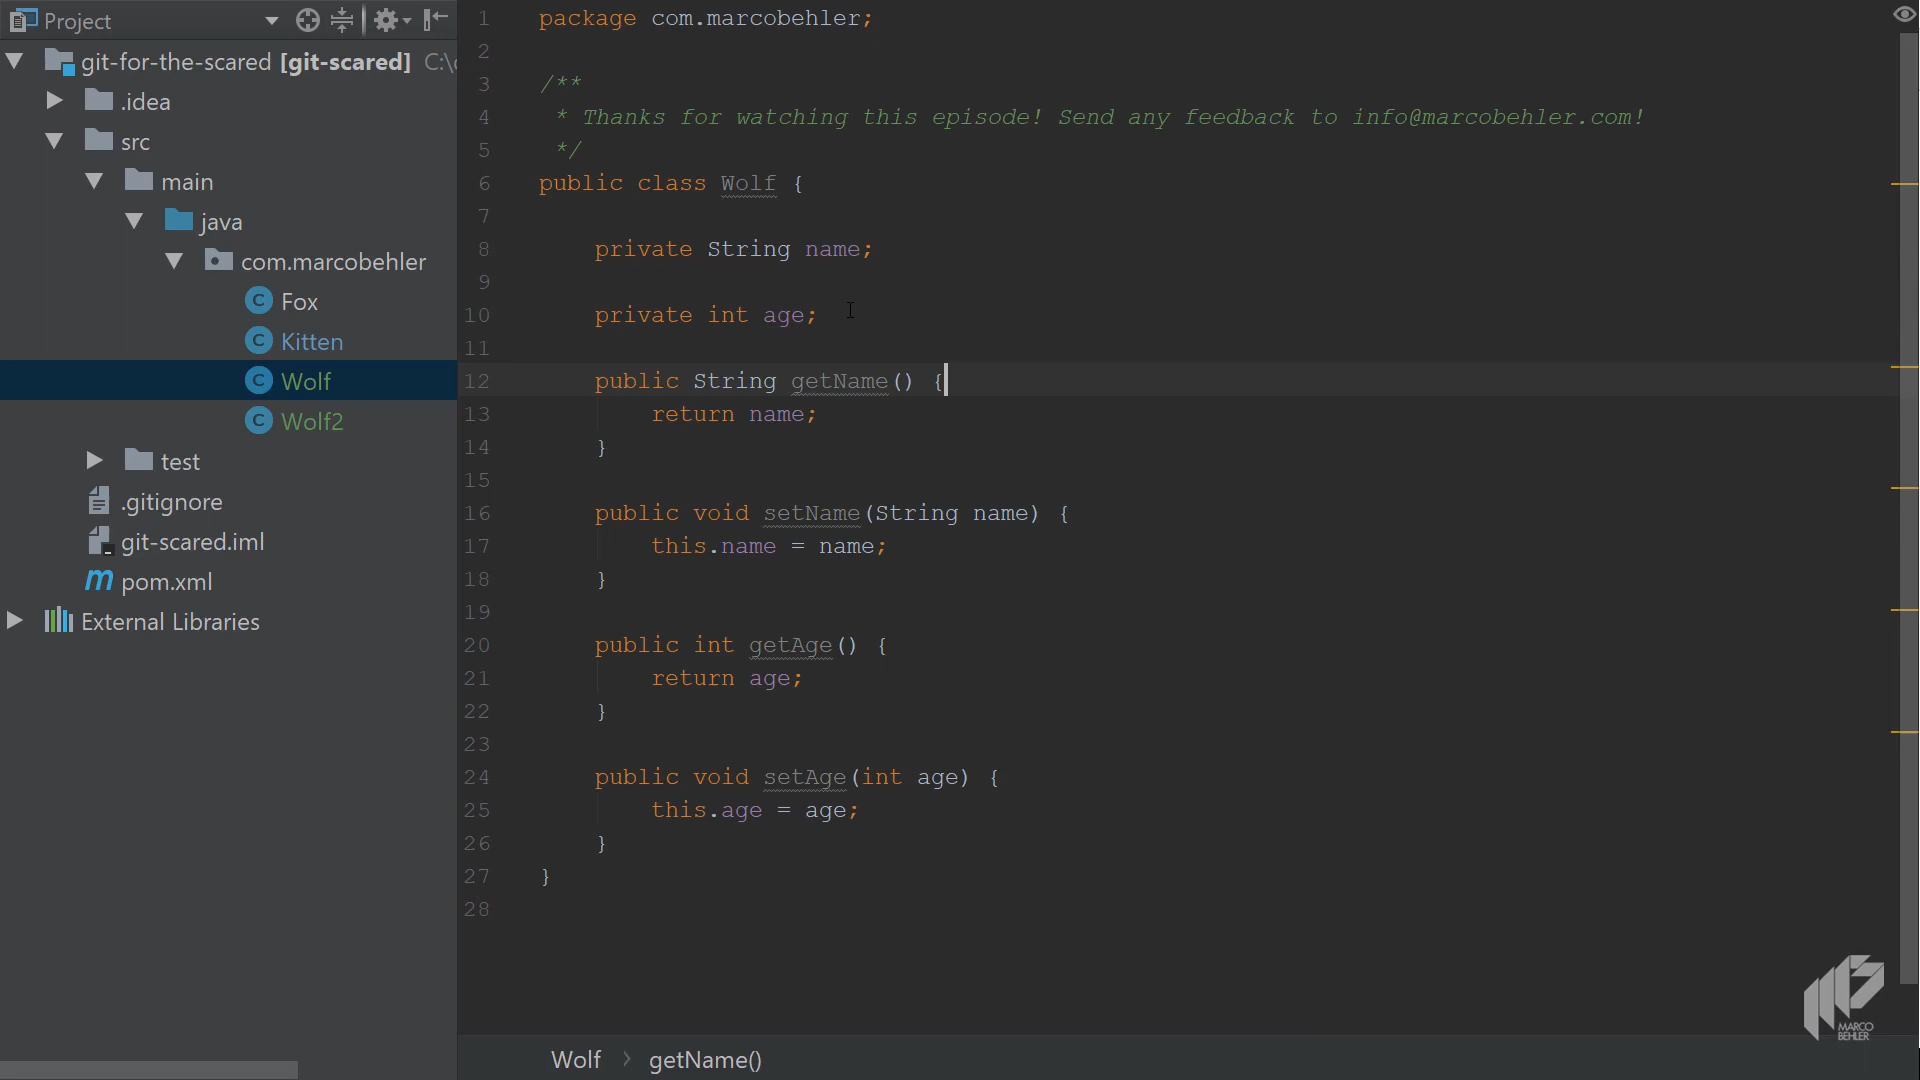 Project
git-for-the-scared [git-scared] C:\
.idea
src
main
java
com.marcobehler
Fox
Kitten
Wolf
Wolf2
test
.gitignore
git-scared.iml
pom.xml
External Libraries
1 package com.marcobehler;
2
3 /**
4 * Thanks for watching this episode! Send any feedback to info@marcobehler.com!
5 */
6 public class Wolf {
7
8 private String name;
9
10 private int age;
11
12 public String getName() {
13 return name;
14 }
15
16 public void setName(String name) {
17 this.name = name;
18 }
19
20 public int getAge() {
21 return age;
22 }
23
24 public void setAge(int age) {
25 this.age = age;
26 }
27 }
28
MARCO
BEHLER
Wolf > getName()